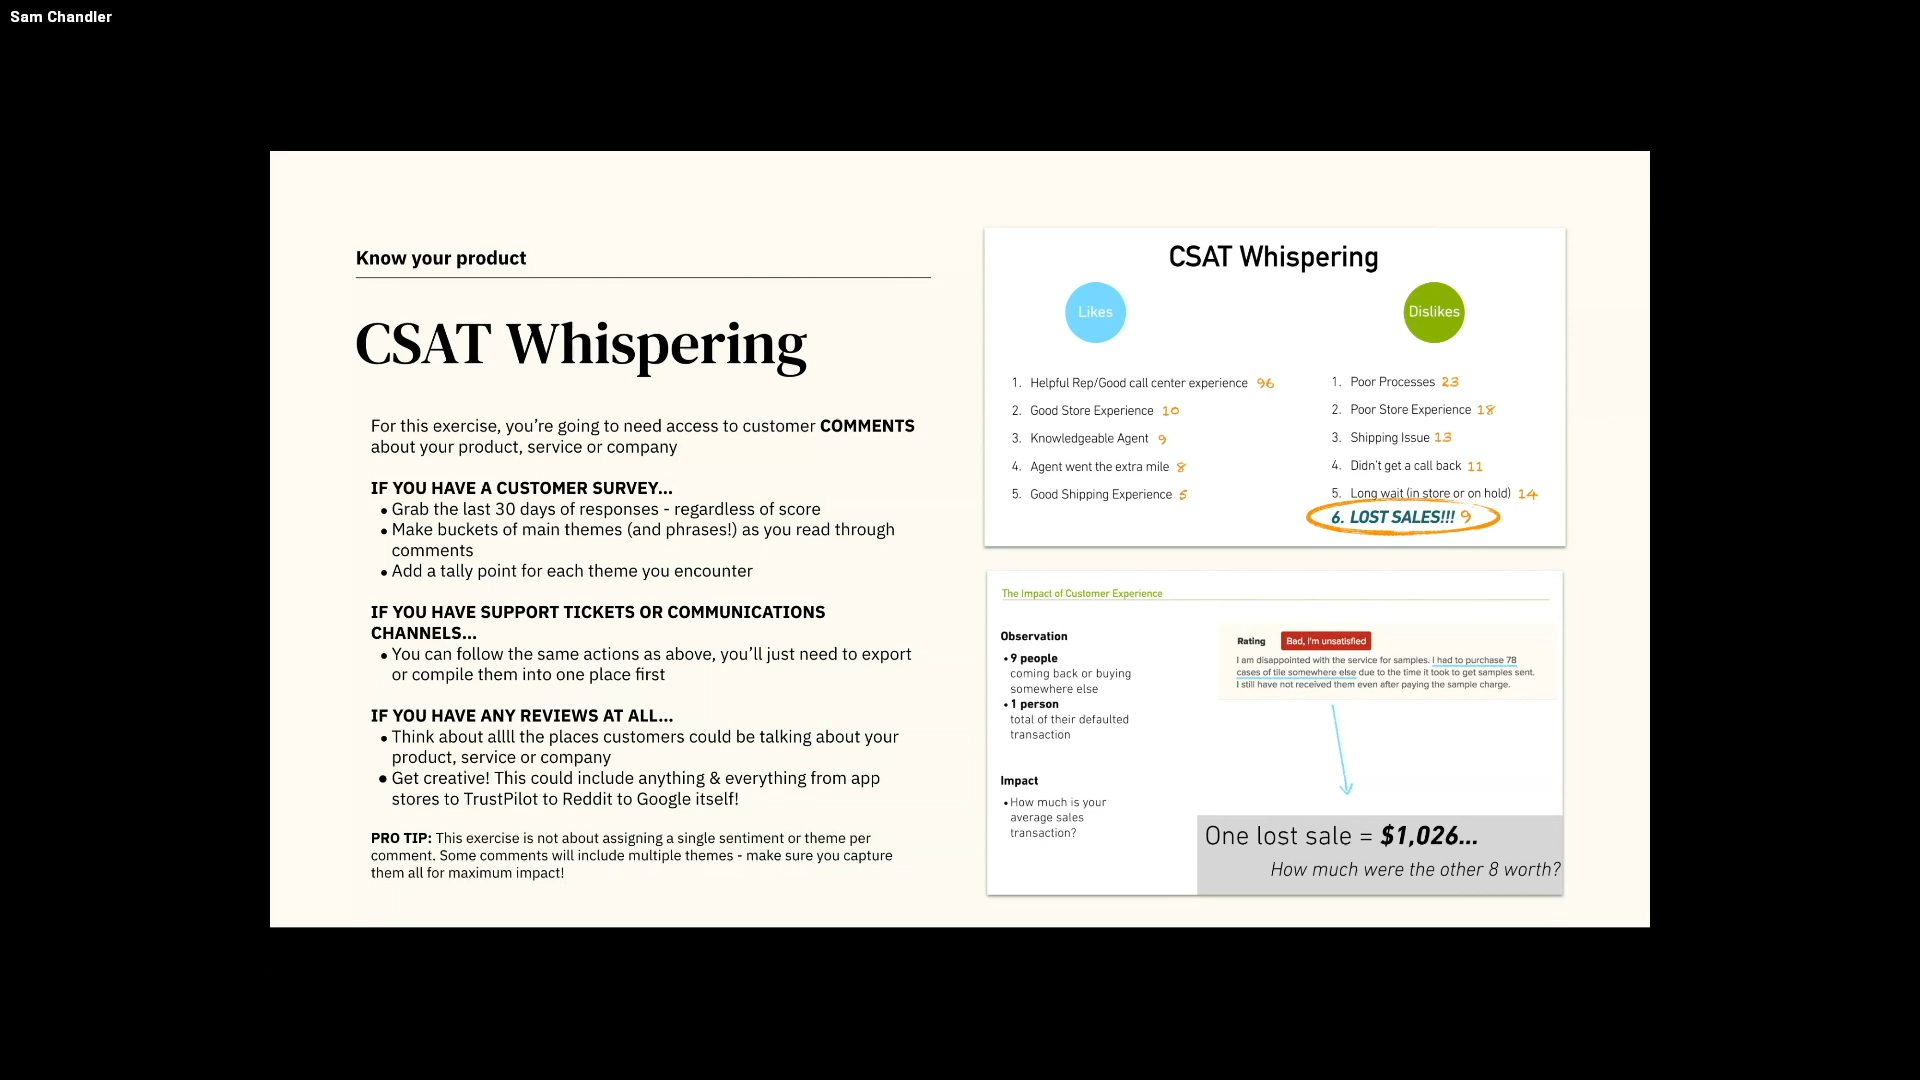 Sam Chandler
Know your product
CSAT Whispering
For this exercise, you're going to need access to customer COMMENTS
about your product, service or company
IF YOU HAVE A CUSTOMER SURVEY...
• Grab the last 30 days of responses - regardless of score
• Make buckets of main themes (and phrases!) as you read through
comments
• Add a tally point for each theme you encounter
IF YOU HAVE SUPPORT TICKETS OR COMMUNICATIONS
CHANNELS...
• You can follow the same actions as above, you'll just need to export
or compile them into one place first
IF YOU HAVE ANY REVIEWS AT ALL...
• Think about allll the places customers could be talking about your
product, service or company
• Get creative! This could include anything & everything from app
stores to TrustPilot to Reddit to Google itself!
PRO TIP: This exercise is not about assigning a single sentiment or theme per
comment. Some comments will include multiple themes - make sure you capture
them all for maximum impact!
CSAT Whispering
Likes
1. Helpful Rep/Good call center experience 96
2. Good Store Experience 10
3. Knowledgeable Agent 9
4. Agent went the extra mile 8
5. Good Shipping Experience 5
Dislikes
1. Poor Processes 23
2. Poor Store Experience 18
3. Shipping Issue 13
4. Didn't get a call back 11
5. Long wait (in store or on hold) 14
6. LOST SALES!!! 9
The Impact of Customer Experience
Observation
• 9 people
coming back or buying
somewhere else
• 1 person
total of their defaulted
transaction
Impact
• How much is your
average sales
transaction?
Rating Bad, I'm unsatisfied
I am disappointed with the service for samples. I had to purchase 78
cases of tile somewhere else due to the time it took to get samples sent.
I still have not received them even after paying the sample charge.
One lost sale = $1,026...
How much were the other 8 worth?